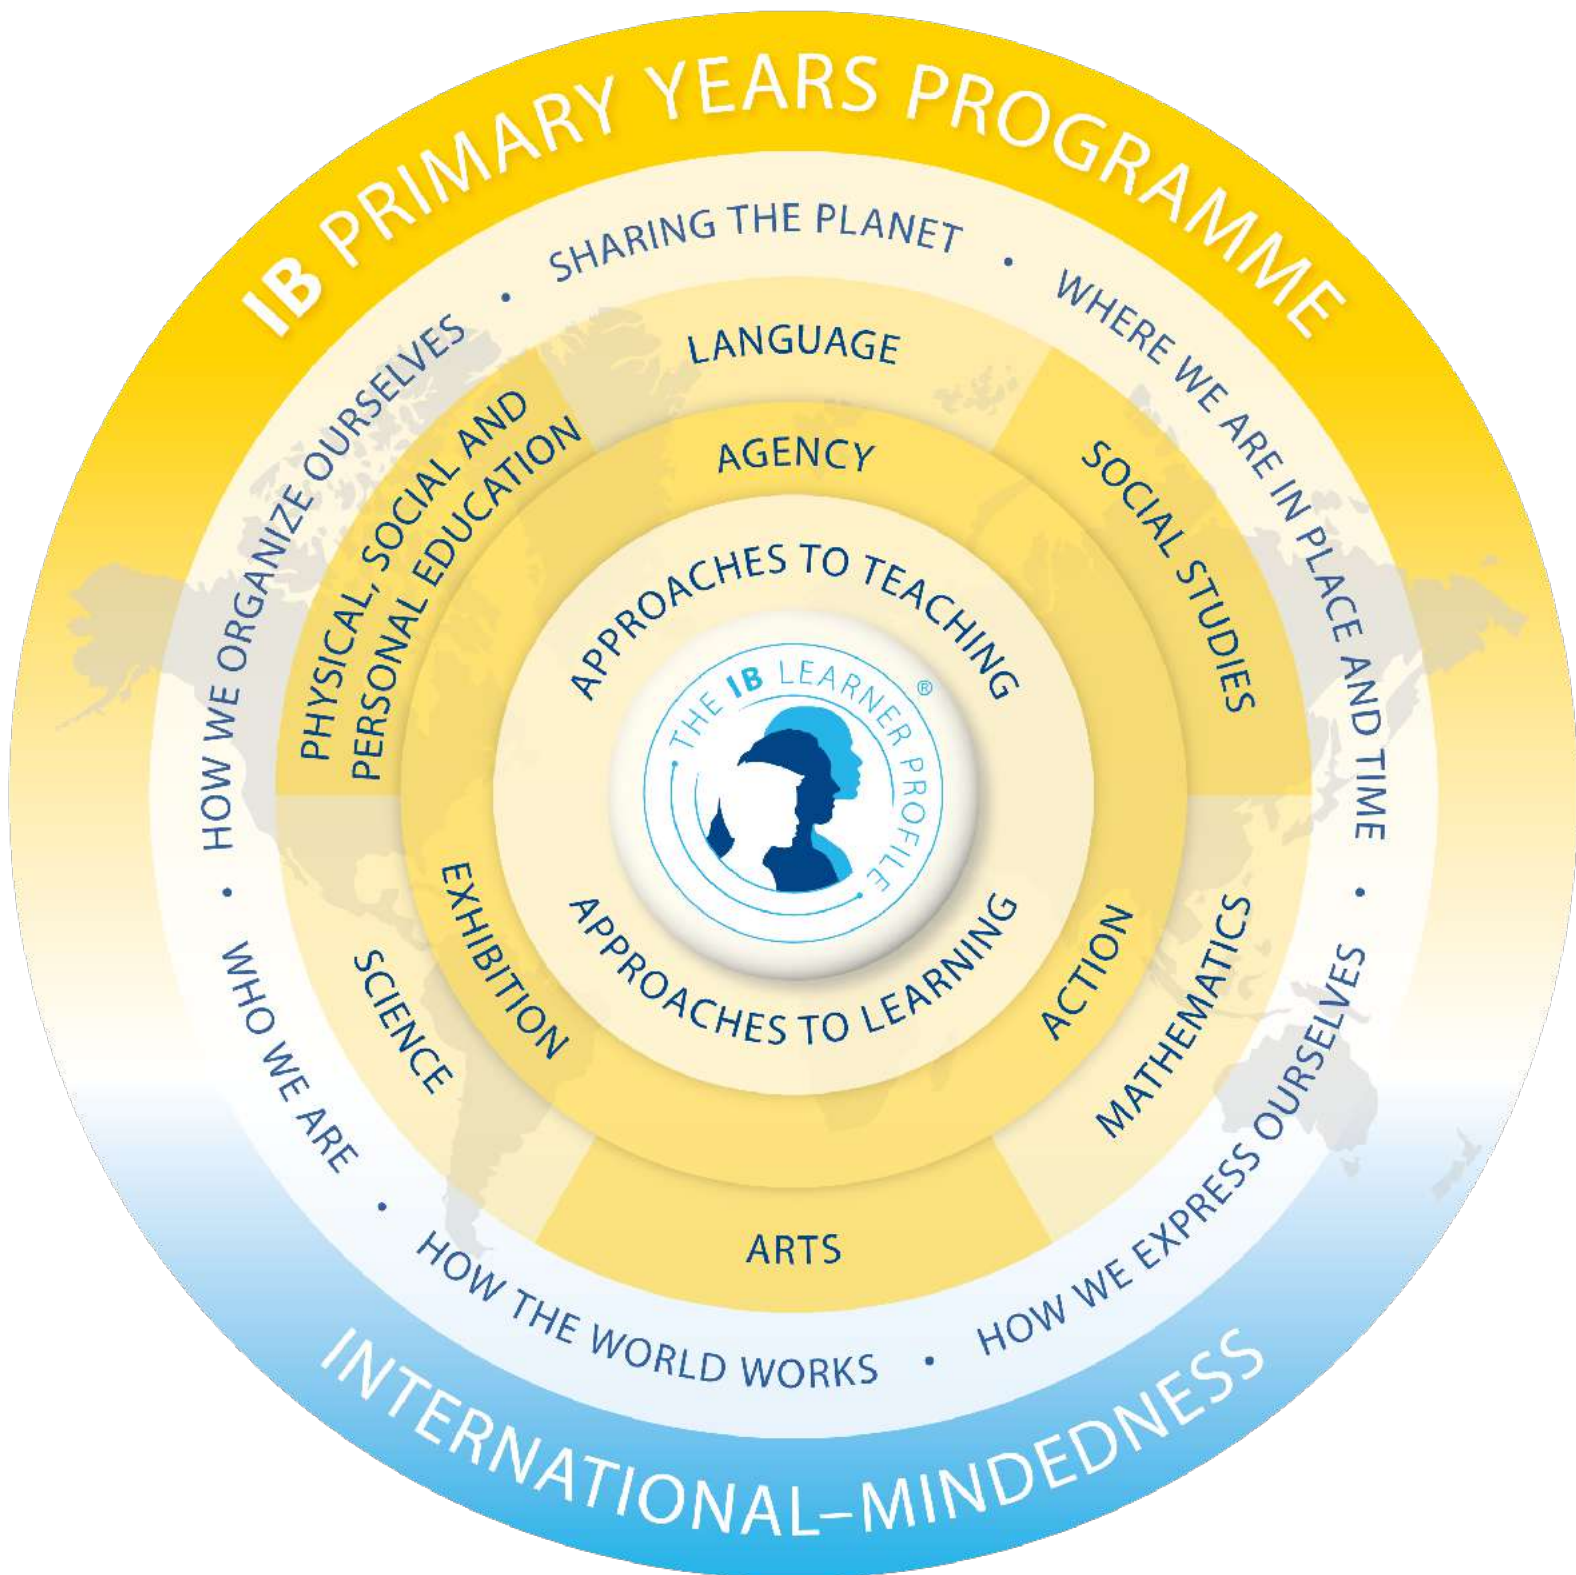 IB PRIMARY YEARS PROGRAMME
SHARING THE PLANET
•
WHERE WE ARE IN PLACE AND TIME
•
HOW WE EXPRESS OURSELVES
•
HOW THE WORLD WORKS
•
WHO WE ARE
•
HOW WE ORGANIZE OURSELVES
•
LANGUAGE
SOCIAL STUDIES
MATHEMATICS
ARTS
SCIENCE
PHYSICAL, SOCIAL AND
PERSONAL EDUCATION
AGENCY
ACTION
EXHIBITION
APPROACHES TO TEACHING
APPROACHES TO LEARNING
THE IB LEARNER PROFILE
®
INTERNATIONAL–MINDEDNESS